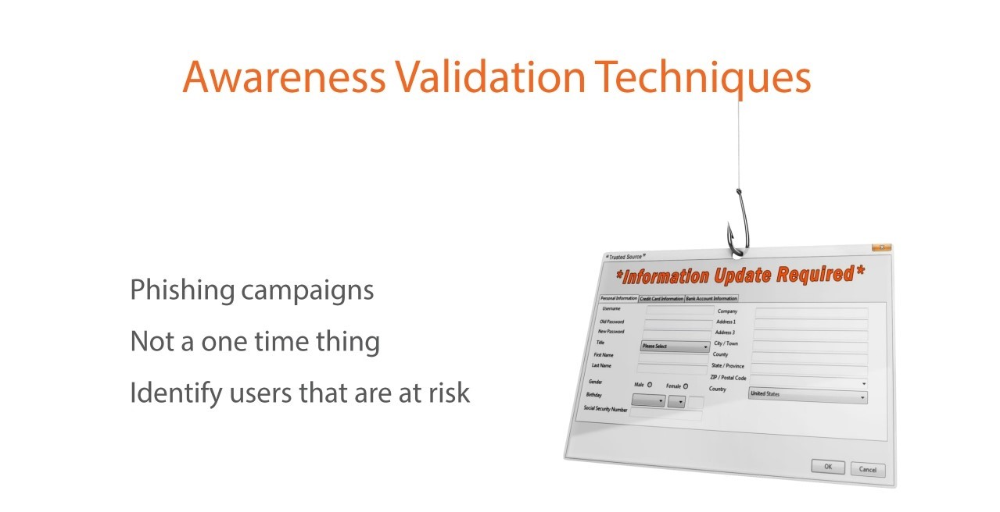 Awareness Validation Techniques
Phishing campaigns
Not a one time thing
Identify users that are at risk
"Trusted Source"
*Information Update Required*
Personal Information Credit Card Information Bank Account Information
Username
Old Password
New Password
Title Please Select
First Name
Last Name
Gender Male Female
Birthday
Social Security Number
Company
Address 1
Address 3
City / Town
County
State / Province
ZIP / Postal Code
Country United States
OK Cancel